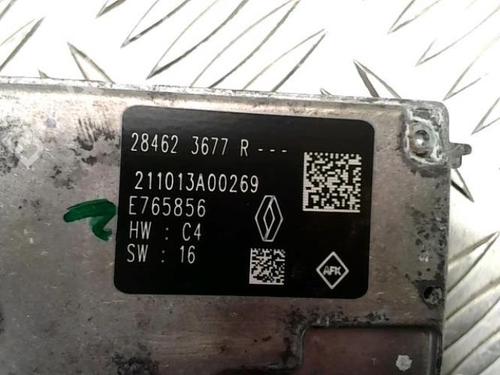 28462 3677 R ---
211013A00269
E765856
HW : C4
SW : 16
AFK